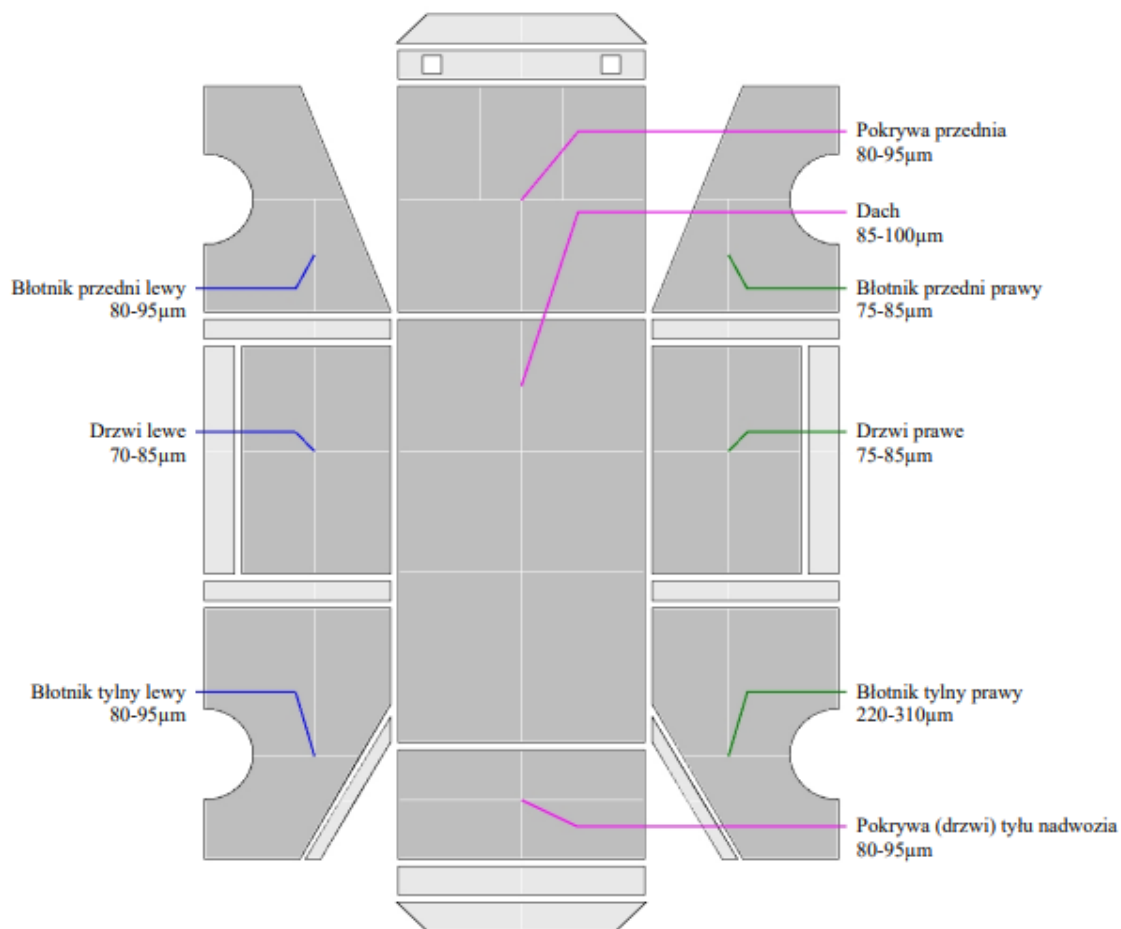 Pokrywa przednia
80-95µm
Dach
85-100µm
Błotnik przedni lewy
80-95µm
Błotnik przedni prawy
75-85µm
Drzwi lewe
70-85µm
Drzwi prawe
75-85µm
Błotnik tylny lewy
80-95µm
Błotnik tylny prawy
220-310µm
Pokrywa (drzwi) tyłu nadwozia
80-95µm